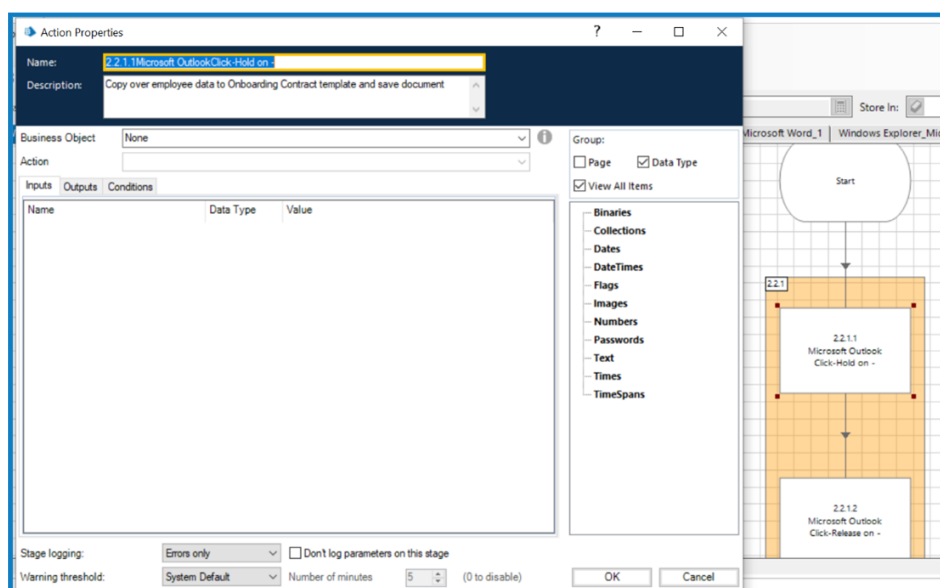 Action Properties
Name: 2.2.1.1Microsoft OutlookClick-Hold on -
Description: Copy over employee data to Onboarding Contract template and save document
Business Object None
Action
Inputs Outputs Conditions
Name Data Type Value
Group:
Page Data Type
View All Items
Binaries
Collections
Dates
DateTimes
Flags
Images
Numbers
Passwords
Text
Times
TimeSpans
Stage logging: Errors only Don't log parameters on this stage
Warning threshold: System Default Number of minutes 5 (0 to disable)
OK Cancel
Store In:
Microsoft Word_1 Windows Explorer_Mic
Start
2.2.1
2.2.1.1
Microsoft Outlook
Click-Hold on -
2.2.1.2
Microsoft Outlook
Click-Release on -